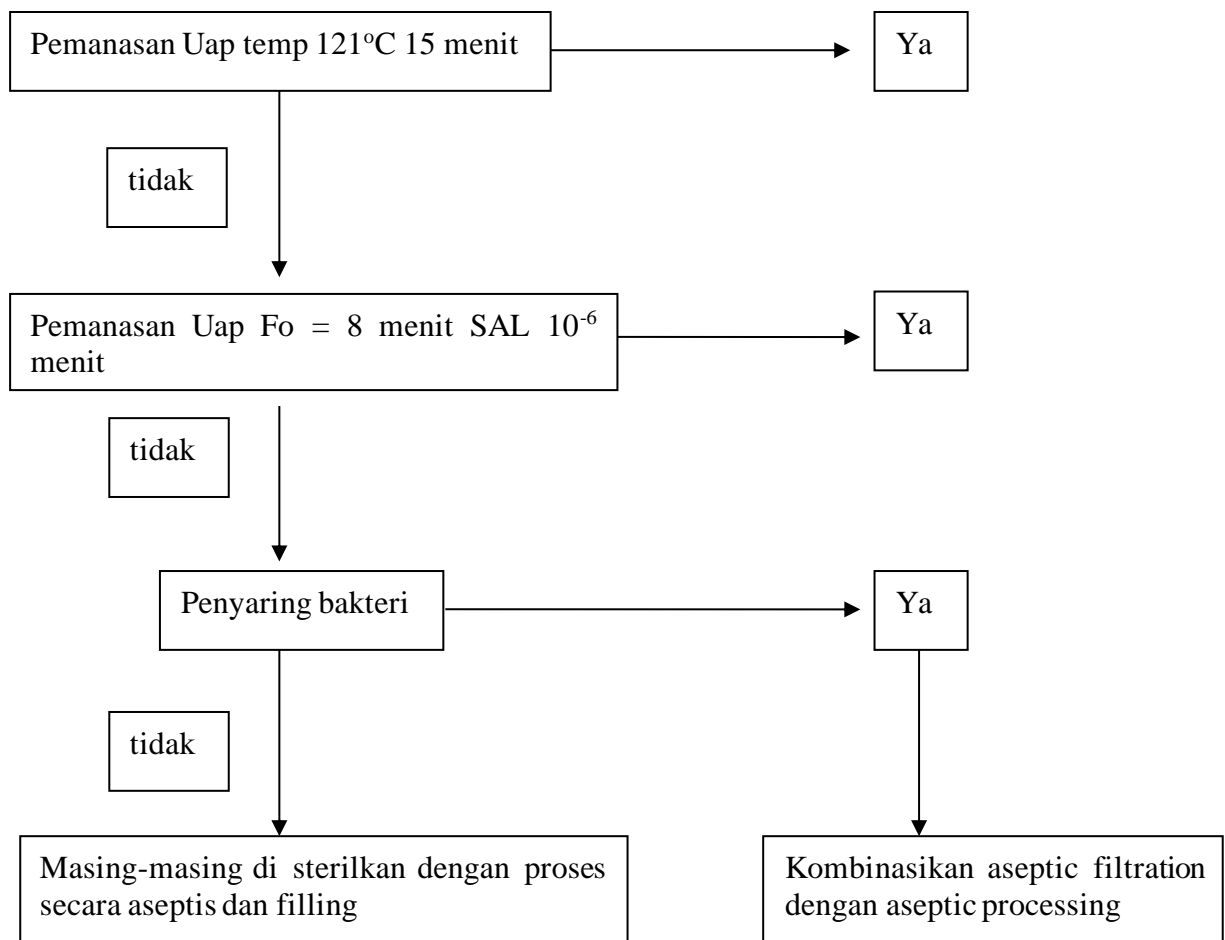 Pemanasan Uap temp 121°C 15 menit
Ya
tidak
Pemanasan Uap Fo = 8 menit SAL 10⁻⁶
menit
Ya
tidak
Penyaring bakteri
Ya
tidak
Masing-masing di sterilkan dengan proses
secara aseptis dan filling
Kombinasikan aseptic filtration
dengan aseptic processing